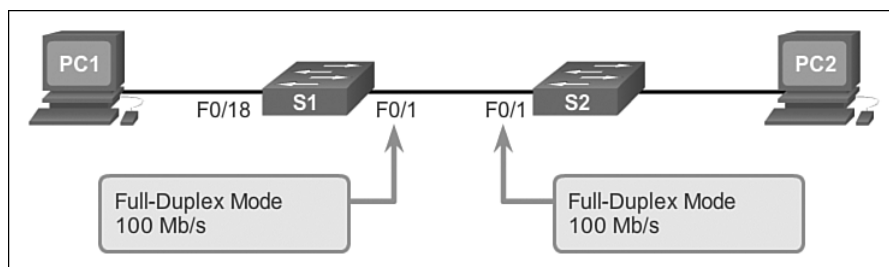 PC1
F0/18
S1
F0/1
F0/1
S2
PC2
Full-Duplex Mode
100 Mb/s
Full-Duplex Mode
100 Mb/s